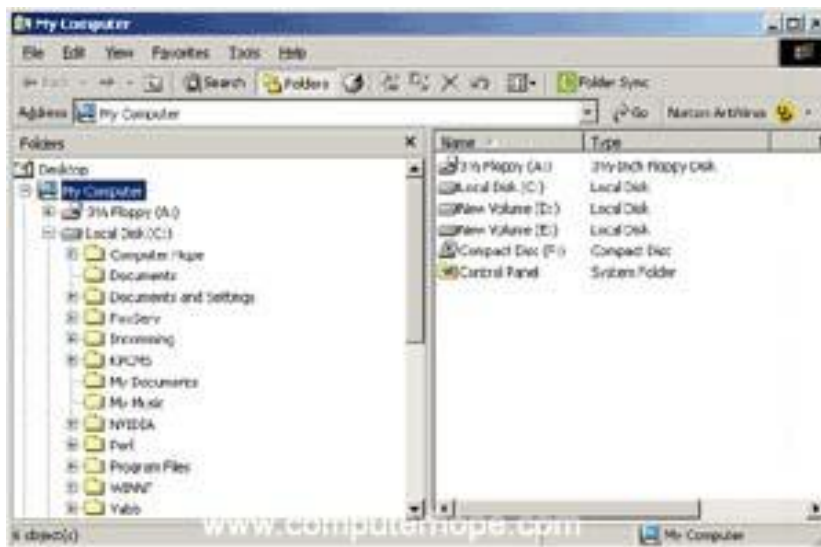 My Computer
File Edit View Favorites Tools Help
Back Search Folders Folder Sync
Address My Computer Go Norton AntiVirus
Folders
Desktop
My Computer
3½ Floppy (A:)
Local Disk (C:)
Computer Hope
Documents
Documents and Settings
FoxServ
Incomming
KPCMS
My Documents
My Music
NVIDIA
Perl
Program Files
WINNT
Yabb
Name Type
3½ Floppy (A:) 3½-Inch Floppy Disk
Local Disk (C:) Local Disk
New Volume (D:) Local Disk
New Volume (E:) Local Disk
Compact Disc (F:) Compact Disc
Control Panel System Folder
6 object(s) My Computer
www.computerhope.com